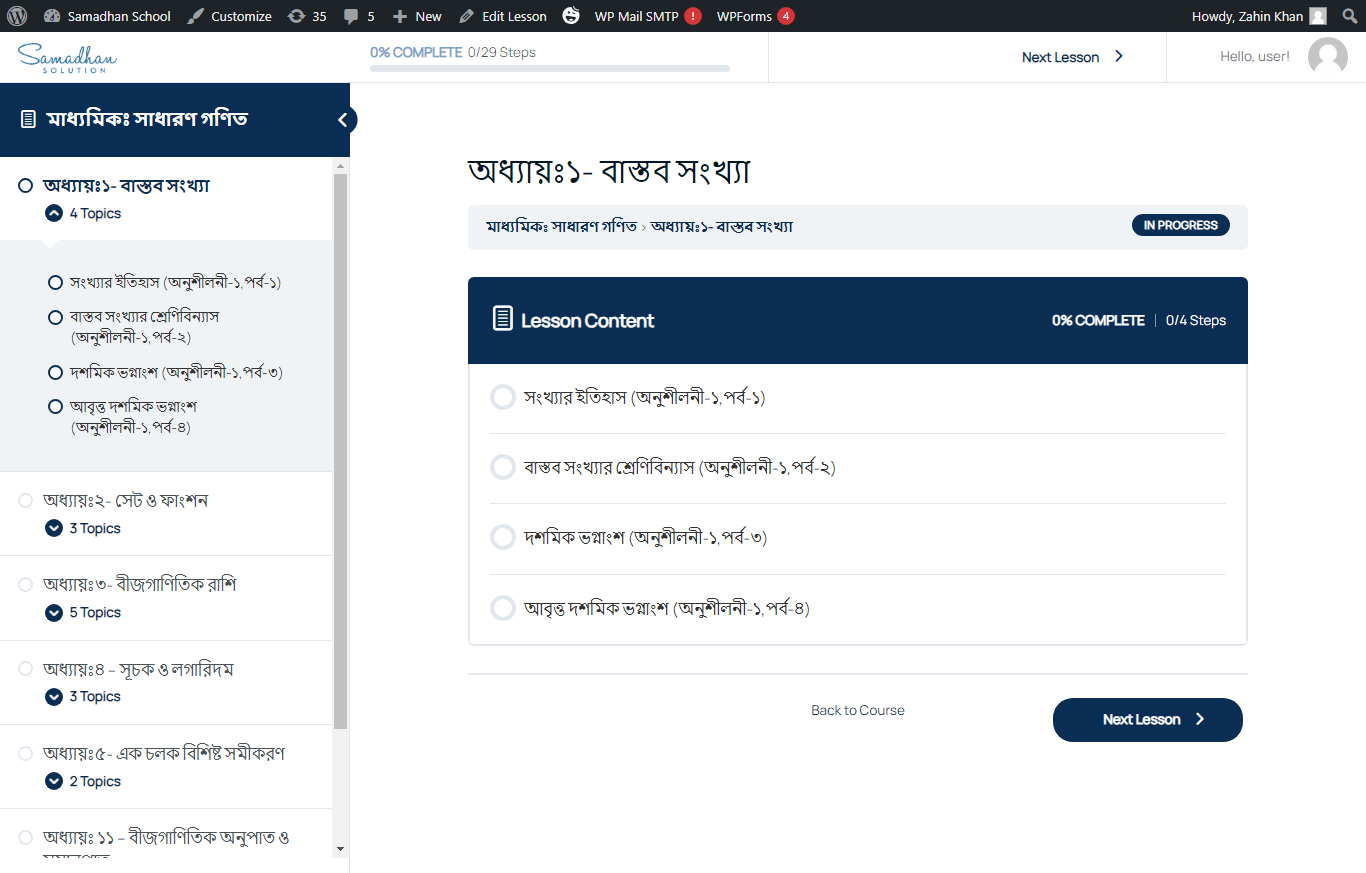 Samadhan School Customize 35 5 New Edit Lesson WP Mail SMTP ! WPForms 4 Howdy, Zahin Khan
Samadhan
SOLUTION
0% COMPLETE 0/29 Steps
Next Lesson
Hello, user!
মাধ্যমিকঃ সাধারণ গণিত
অধ্যায়ঃ১- বাস্তব সংখ্যা
4 Topics
সংখ্যার ইতিহাস (অনুশীলনী-১,পর্ব-১)
বাস্তব সংখ্যার শ্রেণিবিন্যাস
(অনুশীলনী-১,পর্ব-২)
দশমিক ভগ্নাংশ (অনুশীলনী-১,পর্ব-৩)
আবৃত্ত দশমিক ভগ্নাংশ
(অনুশীলনী-১,পর্ব-৪)
অধ্যায়ঃ২- সেট ও ফাংশন
3 Topics
অধ্যায়ঃ৩- বীজগাণিতিক রাশি
5 Topics
অধ্যায়ঃ৪ – সূচক ও লগারিদম
3 Topics
অধ্যায়ঃ৫- এক চলক বিশিষ্ট সমীকরণ
2 Topics
অধ্যায়ঃ ১১ – বীজগাণিতিক অনুপাত ও
অধ্যায়ঃ১- বাস্তব সংখ্যা
মাধ্যমিকঃ সাধারণ গণিত › অধ্যায়ঃ১- বাস্তব সংখ্যা
IN PROGRESS
Lesson Content
0% COMPLETE | 0/4 Steps
সংখ্যার ইতিহাস (অনুশীলনী-১,পর্ব-১)
বাস্তব সংখ্যার শ্রেণিবিন্যাস (অনুশীলনী-১,পর্ব-২)
দশমিক ভগ্নাংশ (অনুশীলনী-১,পর্ব-৩)
আবৃত্ত দশমিক ভগ্নাংশ (অনুশীলনী-১,পর্ব-৪)
Back to Course
Next Lesson